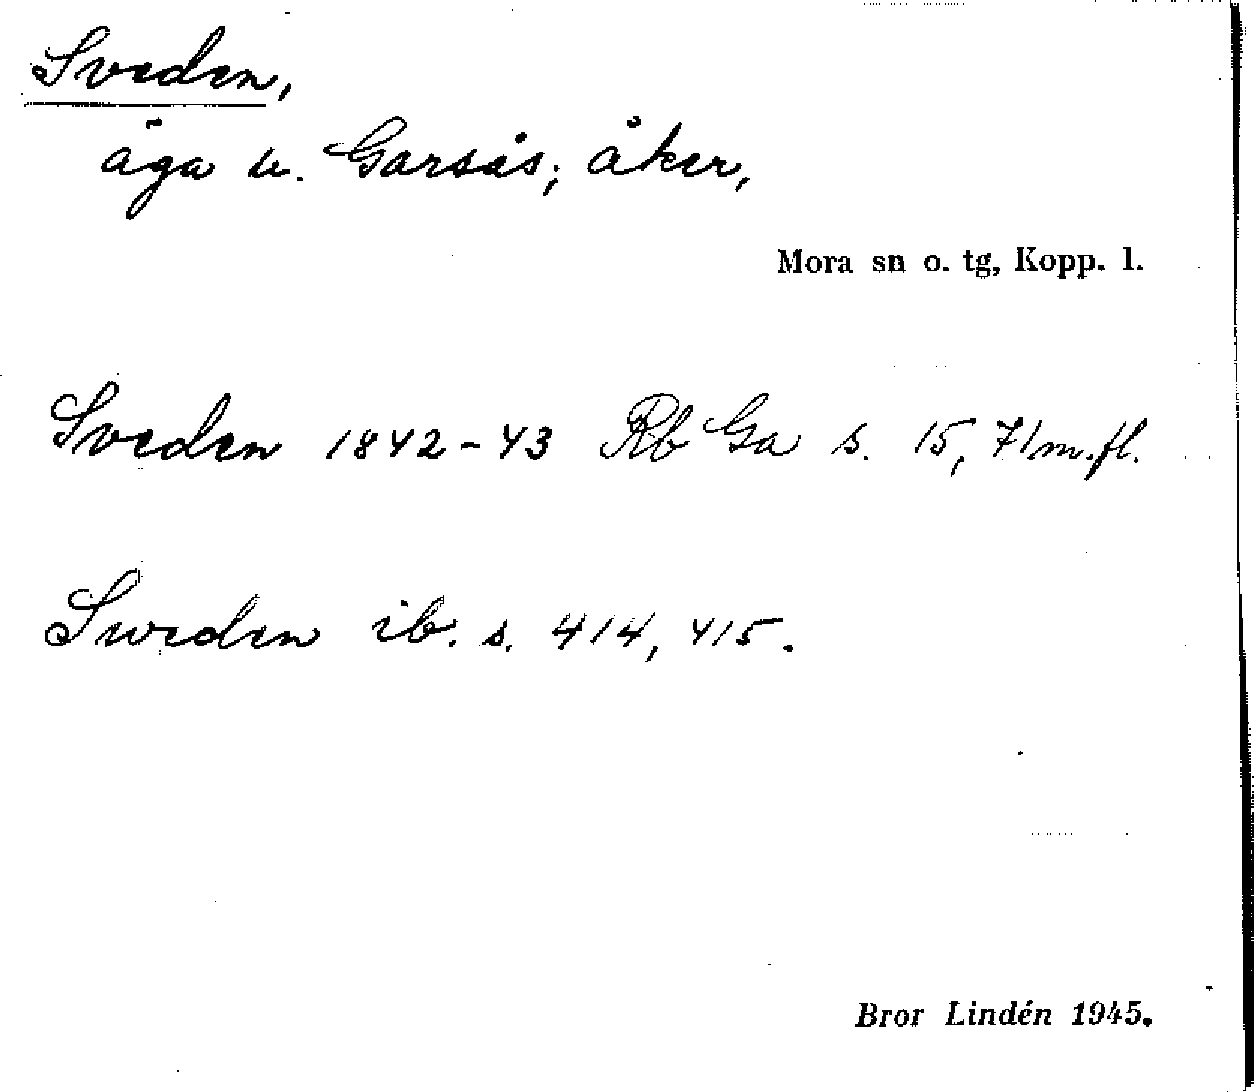 Sveden,
äga u. Garsås; åker,
Mora sn o. tg, Kopp. l.
Sveden 1842-43 Rb Ga s. 15, 71 m.fl.
Sweden ib. s. 414, 415.
Bror Lindén 1945.